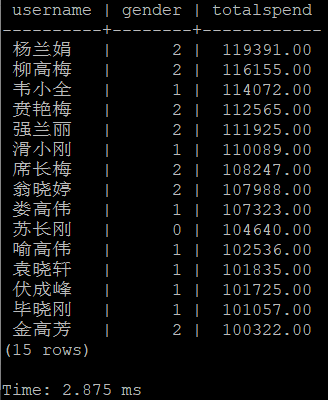 username | gender | totalspend
----------+--------+------------
杨兰娟 | 2 | 119391.00
柳高梅 | 2 | 116155.00
韦小全 | 1 | 114072.00
贲艳梅 | 2 | 112565.00
强兰丽 | 2 | 111925.00
滑小刚 | 1 | 110089.00
席长梅 | 2 | 108247.00
翁晓婷 | 2 | 107988.00
娄高伟 | 1 | 107323.00
苏长刚 | 0 | 104640.00
喻高伟 | 1 | 102536.00
袁晓轩 | 1 | 101835.00
伏成峰 | 1 | 101725.00
毕晓刚 | 1 | 101057.00
金高芳 | 2 | 100322.00
(15 rows)
Time: 2.875 ms